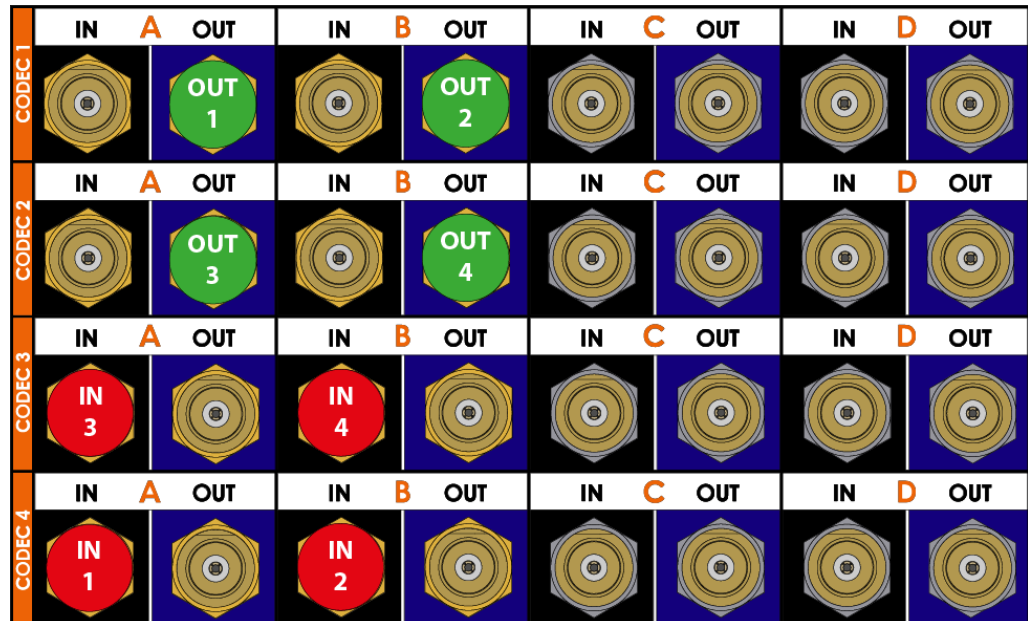 CODEC 1
IN A OUT IN B OUT IN C OUT IN D OUT
OUT
1
OUT
2
CODEC 2
IN A OUT IN B OUT IN C OUT IN D OUT
OUT
3
OUT
4
CODEC 3
IN A OUT IN B OUT IN C OUT IN D OUT
IN
3
IN
4
CODEC 4
IN A OUT IN B OUT IN C OUT IN D OUT
IN
1
IN
2